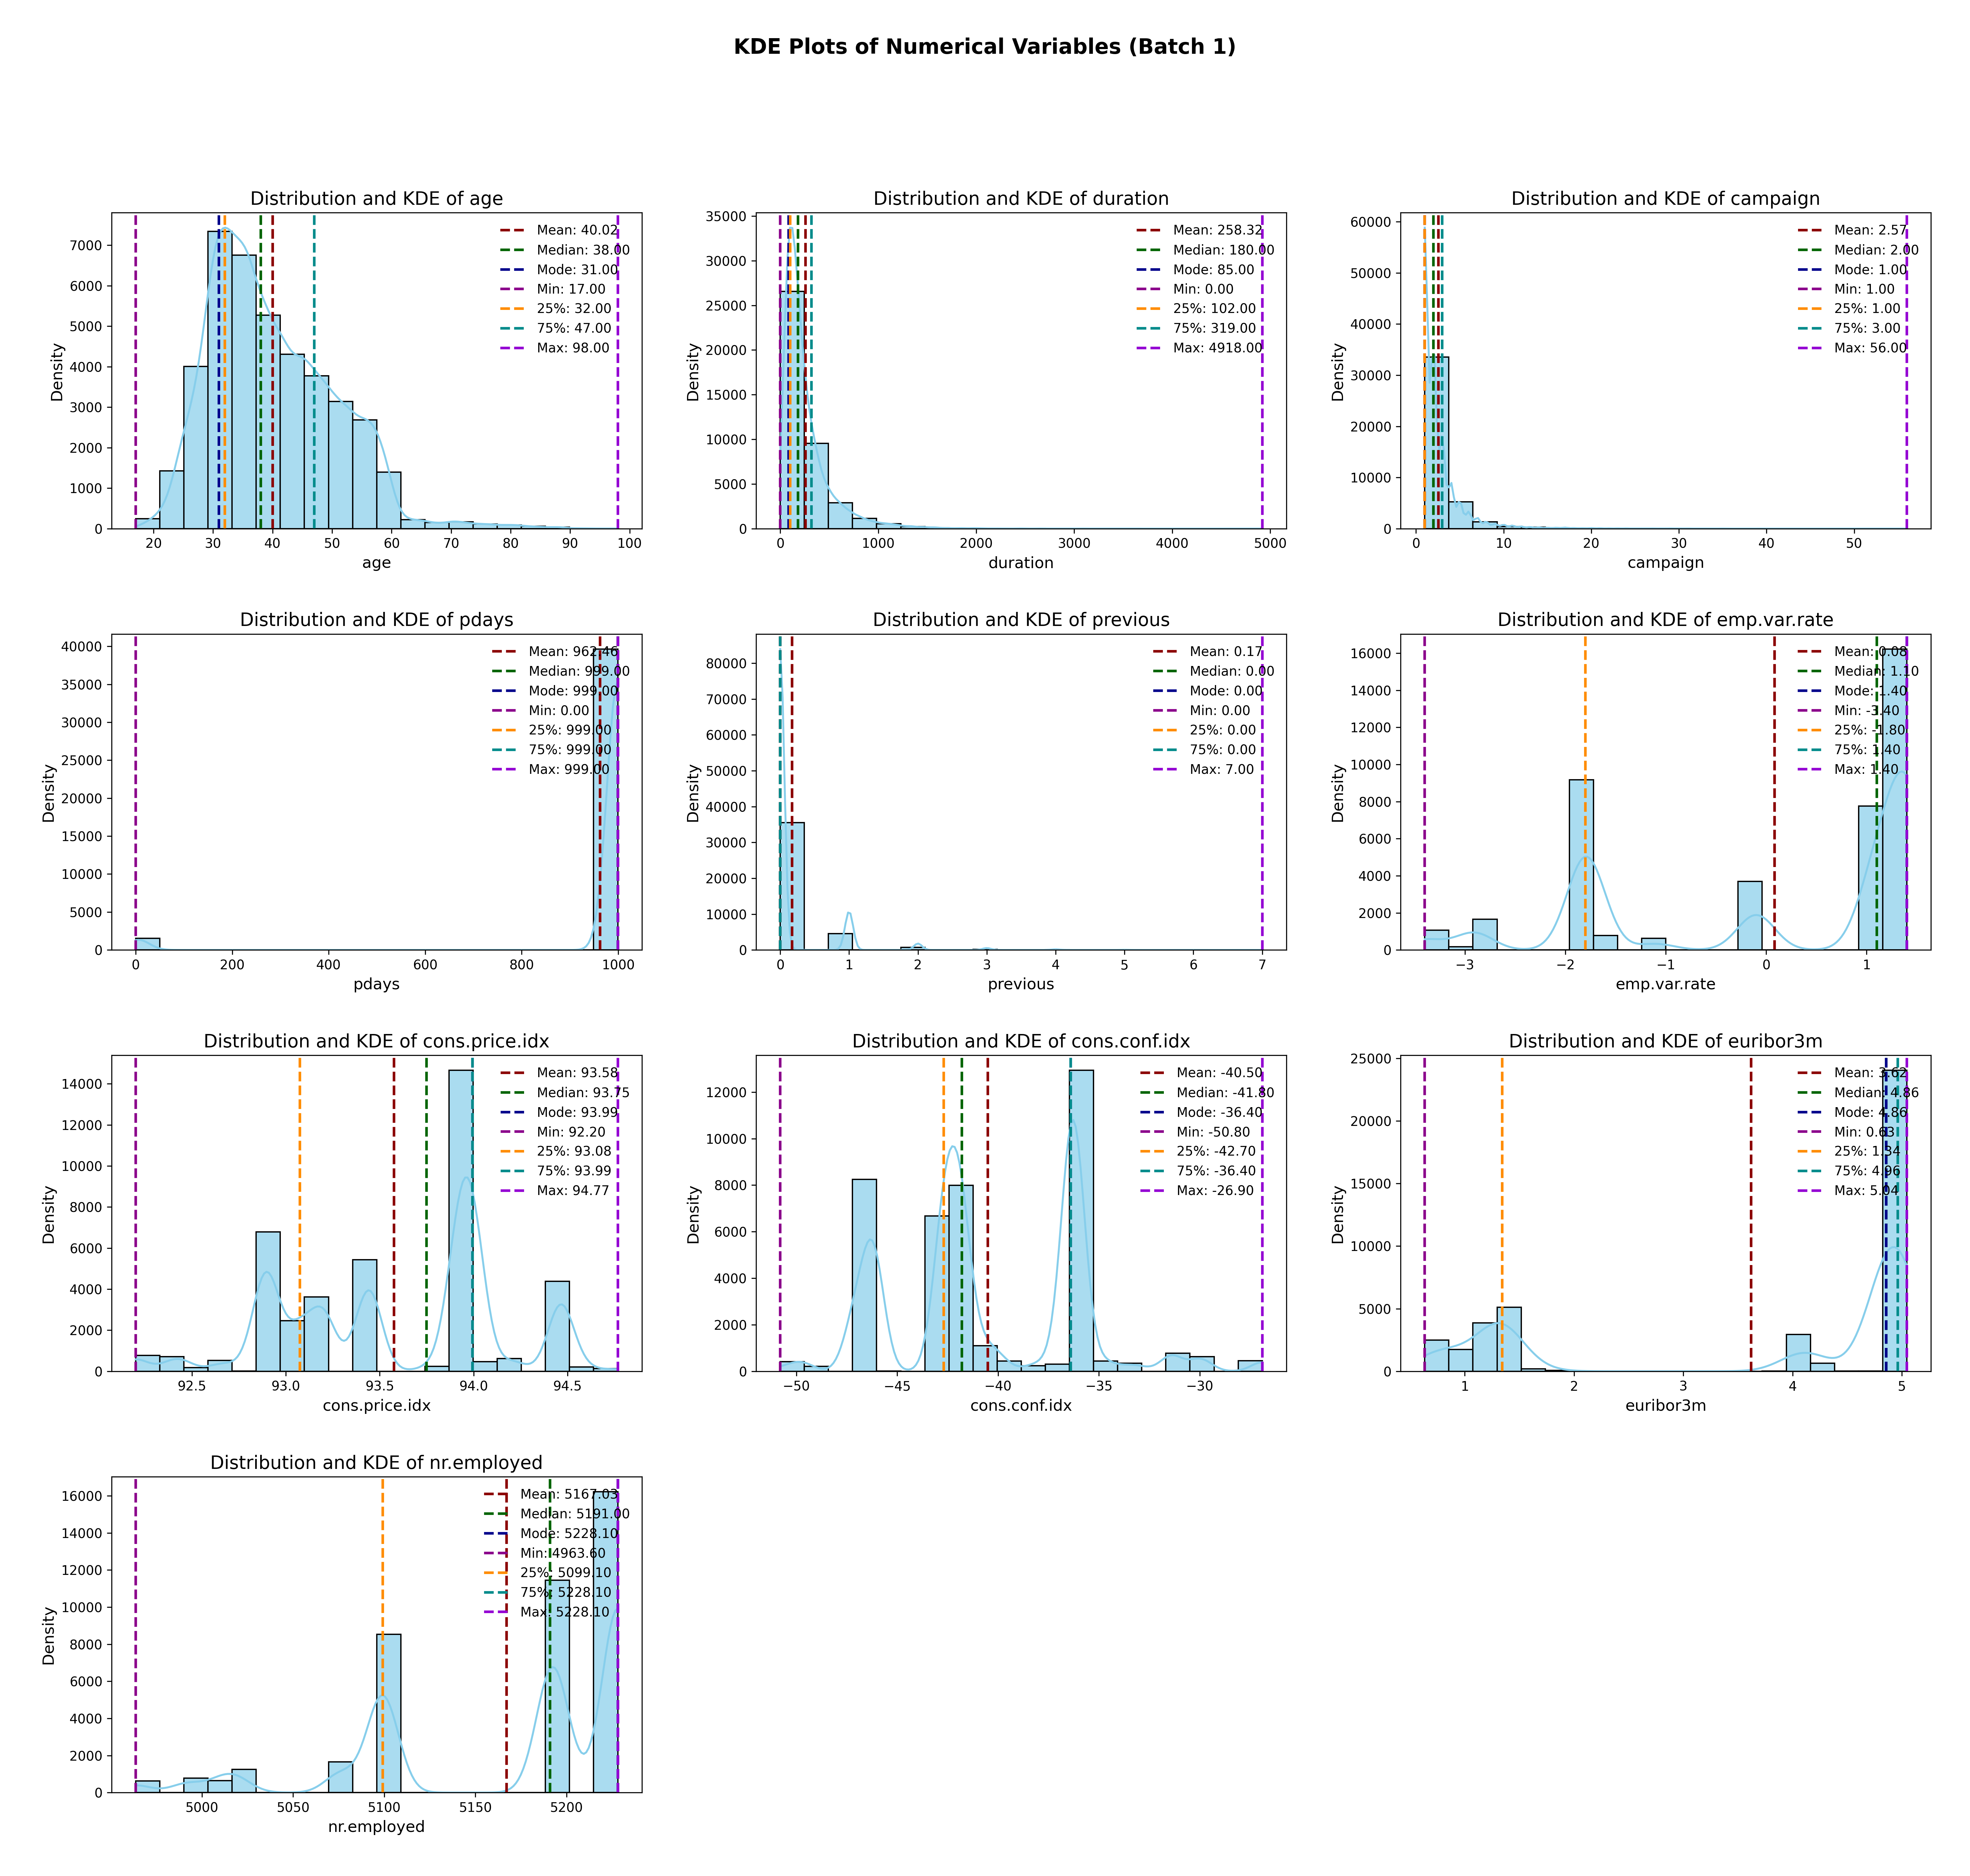 KDE Plots of Numerical Variables (Batch 1)
Distribution and KDE of age
Density
7000
6000
5000
4000
3000
2000
1000
0
Mean: 40.02
Median: 38.00
Mode: 31.00
Min: 17.00
25%: 32.00
75%: 47.00
Max: 98.00
20 30 40 50 60 70 80 90 100
age
Distribution and KDE of duration
Density
35000
30000
25000
20000
15000
10000
5000
0
Mean: 258.32
Median: 180.00
Mode: 85.00
Min: 0.00
25%: 102.00
75%: 319.00
Max: 4918.00
0 1000 2000 3000 4000 5000
duration
Distribution and KDE of campaign
Density
60000
50000
40000
30000
20000
10000
0
Mean: 2.57
Median: 2.00
Mode: 1.00
Min: 1.00
25%: 1.00
75%: 3.00
Max: 56.00
0 10 20 30 40 50
campaign
Distribution and KDE of pdays
Density
40000
35000
30000
25000
20000
15000
10000
5000
0
Mean: 962.46
Median: 999.00
Mode: 999.00
Min: 0.00
25%: 999.00
75%: 999.00
Max: 999.00
0 200 400 600 800 1000
pdays
Distribution and KDE of previous
Density
80000
70000
60000
50000
40000
30000
20000
10000
0
Mean: 0.17
Median: 0.00
Mode: 0.00
Min: 0.00
25%: 0.00
75%: 0.00
Max: 7.00
0 1 2 3 4 5 6 7
previous
Distribution and KDE of emp.var.rate
Density
16000
14000
12000
10000
8000
6000
4000
2000
0
Mean: 0.08
Median: 1.10
Mode: 1.40
Min: -3.40
25%: -1.80
75%: 1.40
Max: 1.40
−3 −2 −1 0 1
emp.var.rate
Distribution and KDE of cons.price.idx
Density
14000
12000
10000
8000
6000
4000
2000
0
Mean: 93.58
Median: 93.75
Mode: 93.99
Min: 92.20
25%: 93.08
75%: 93.99
Max: 94.77
92.5 93.0 93.5 94.0 94.5
cons.price.idx
Distribution and KDE of cons.conf.idx
Density
12000
10000
8000
6000
4000
2000
0
Mean: -40.50
Median: -41.80
Mode: -36.40
Min: -50.80
25%: -42.70
75%: -36.40
Max: -26.90
−50 −45 −40 −35 −30
cons.conf.idx
Distribution and KDE of euribor3m
Density
25000
20000
15000
10000
5000
0
Mean: 3.62
Median: 4.86
Mode: 4.86
Min: 0.63
25%: 1.34
75%: 4.96
Max: 5.04
1 2 3 4 5
euribor3m
Distribution and KDE of nr.employed
Density
16000
14000
12000
10000
8000
6000
4000
2000
0
Mean: 5167.03
Median: 5191.00
Mode: 5228.10
Min: 4963.60
25%: 5099.10
75%: 5228.10
Max: 5228.10
5000 5050 5100 5150 5200
nr.employed